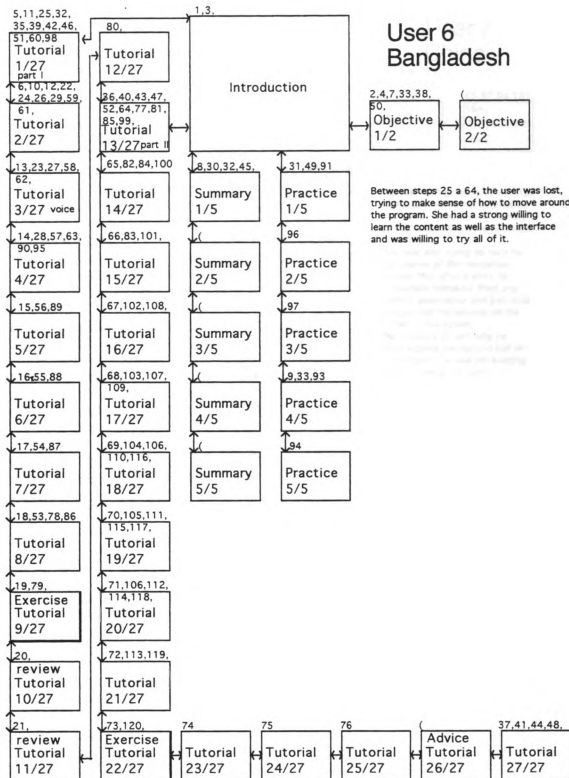 User 6
Bangladesh
5,11,25,32,
35,39,42,46,
51,60,98
Tutorial
1/27
part I
6,10,12,22,
24,26,29,59,
61,
Tutorial
2/27
13,23,27,58,
62,
Tutorial
3/27 voice
14,28,57,63,
90,95
Tutorial
4/27
15,56,89
Tutorial
5/27
16,55,88
Tutorial
6/27
17,54,87
Tutorial
7/27
18,53,78,86
Tutorial
8/27
19,79,
Exercise
Tutorial
9/27
20,
review
Tutorial
10/27
21,
review
Tutorial
11/27
80,
Tutorial
12/27
36,40,43,47,
52,64,77,81,
85,99,
Tutorial
13/27 part II
65,82,84,100
Tutorial
14/27
66,83,101,
Tutorial
15/27
67,102,108,
Tutorial
16/27
68,103,107,
109,
Tutorial
17/27
69,104,106,
110,116,
Tutorial
18/27
70,105,111,
115,117,
Tutorial
19/27
71,106,112,
114,118,
Tutorial
20/27
72,113,119,
Tutorial
21/27
73,120,
Exercise
Tutorial
22/27
74
Tutorial
23/27
75
Tutorial
24/27
76
Tutorial
25/27
(
Advice
Tutorial
26/27
37,41,44,48,
Tutorial
27/27
1,3,
Introduction
2,4,7,33,38,
50,
Objective
1/2
(
Objective
2/2
8,30,32,45,
Summary
1/5
(
Summary
2/5
(
Summary
3/5
(
Summary
4/5
(
Summary
5/5
31,49,91
Practice
1/5
96
Practice
2/5
97
Practice
3/5
9,33,93
Practice
4/5
94
Practice
5/5
Between steps 25 a 64, the user was lost,
trying to make sense of how to move around
the program. She had a strong willing to
learn the content as well as the interface
and was willing to try all of it.